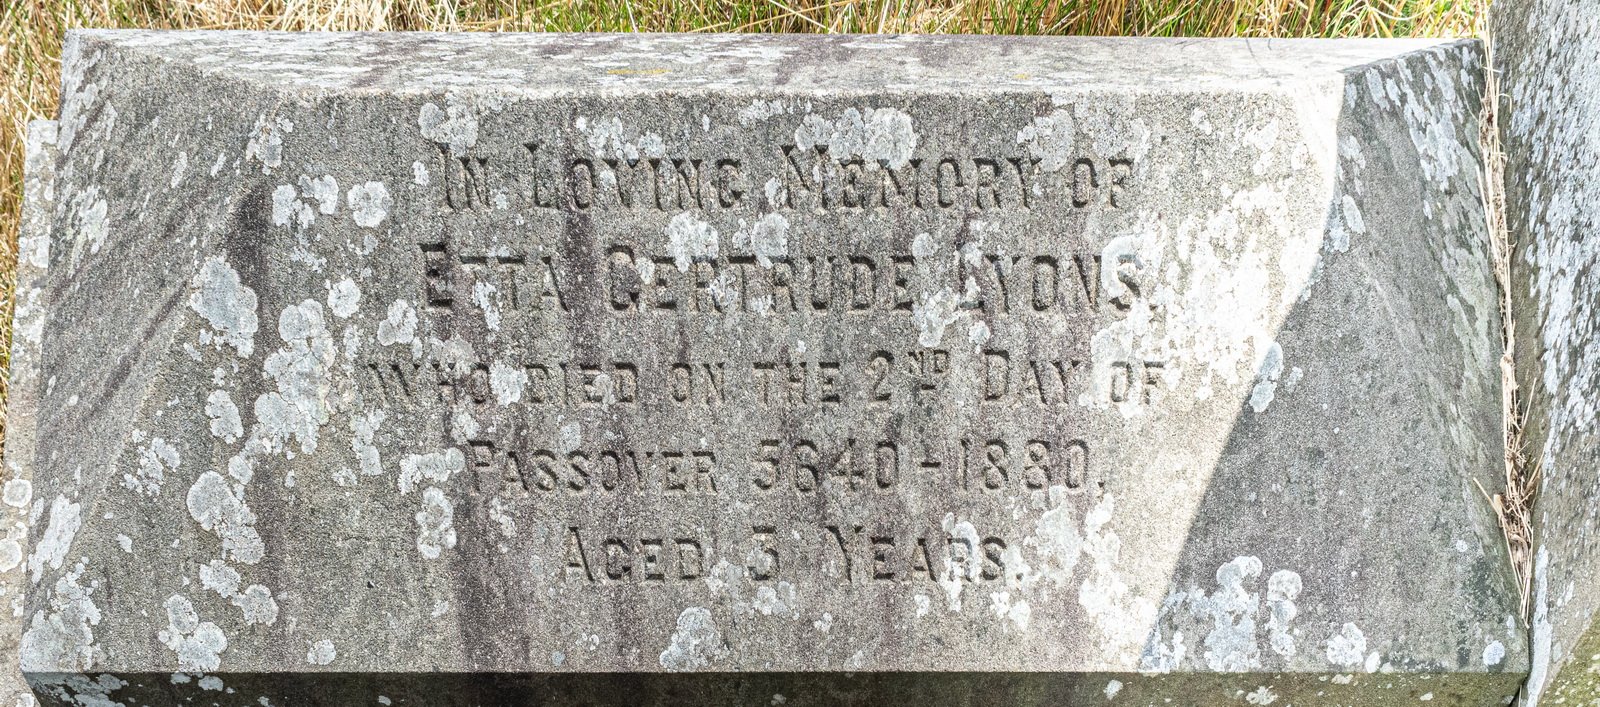 IN LOVING MEMORY OF
ETTA GERTRUDE LYONS.
WHO DIED ON THE 2ND DAY OF
PASSOVER 5640-1880.
AGED 3 YEARS.